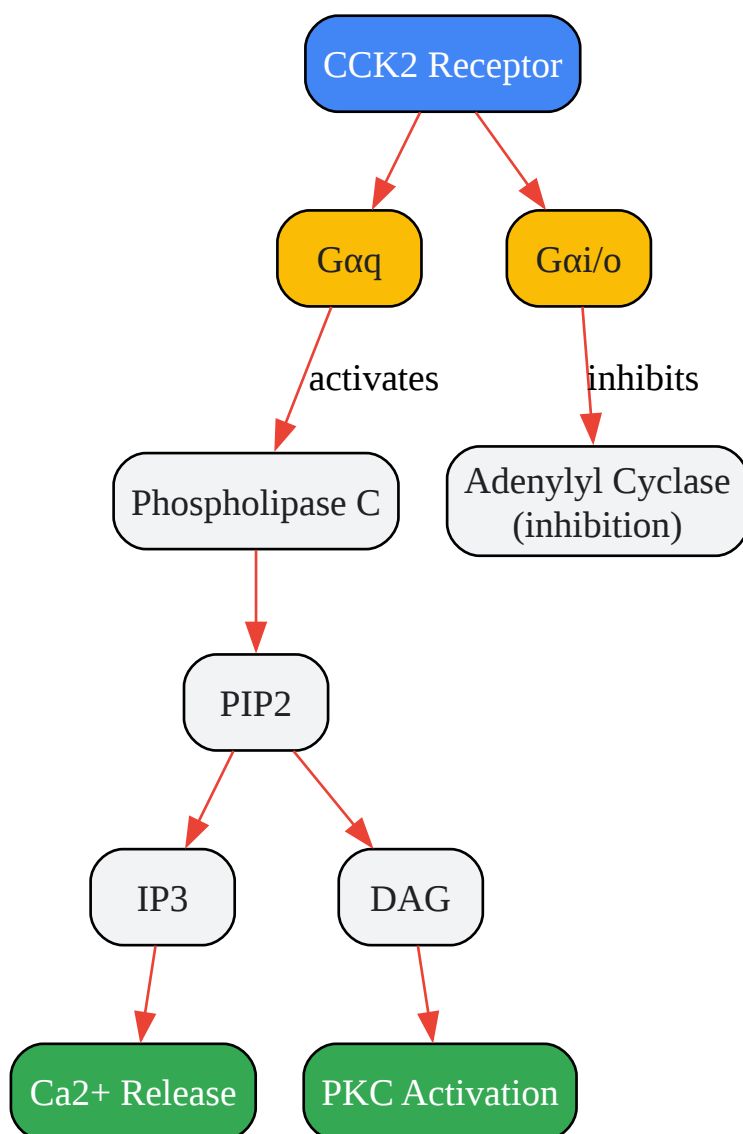 CCK2 Receptor
Gαq
Gαi/o
activates
inhibits
Phospholipase C
Adenylyl Cyclase
(inhibition)
PIP2
IP3
DAG
Ca2+ Release
PKC Activation